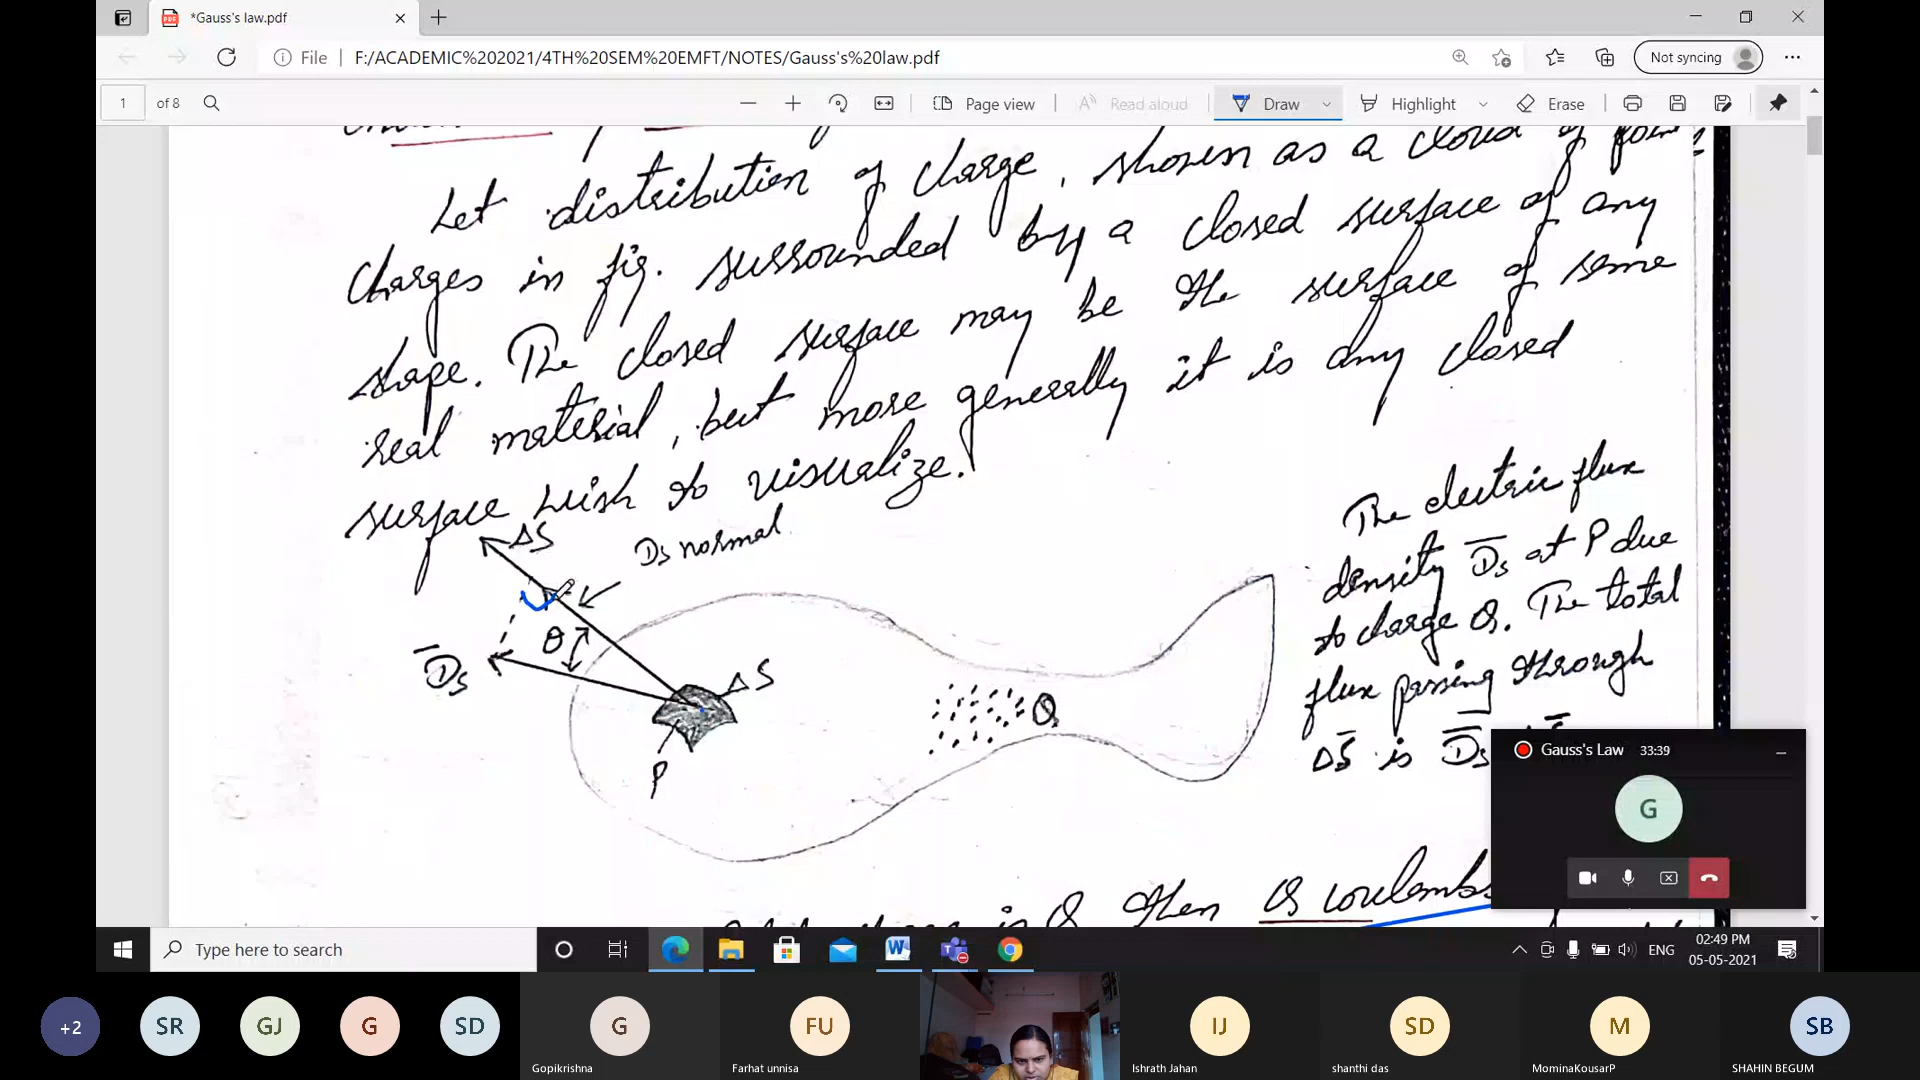 *Gauss's law.pdf
File F:/ACADEMIC%202021/4TH%20SEM%20EMFT/NOTES/Gauss's%20law.pdf
Not syncing
1 of 8
Page view
Read aloud
Draw
Highlight
Erase
Let distribution of charge, shown as a cloud of point
charges in fig. surrounded by a closed surface of any
shape. The closed surface may be the surface of some
real material, but more generally it is any closed
surface wish to visualize.
ΔS
Ds normal.
θ
D̅s
ΔS
P
Q
The electric flux
density D̅s at P due
to charge Q. The total
flux passing through
ΔS̅ is D̅s
Gauss's Law 33:39
G
then Q coulombs
Type here to search
ENG
02:49 PM
05-05-2021
+2
SR
GJ
G
SD
G
Gopikrishna
FU
Farhat unnisa
IJ
Ishrath Jahan
SD
shanthi das
M
MominaKousarP
SB
SHAHIN BEGUM